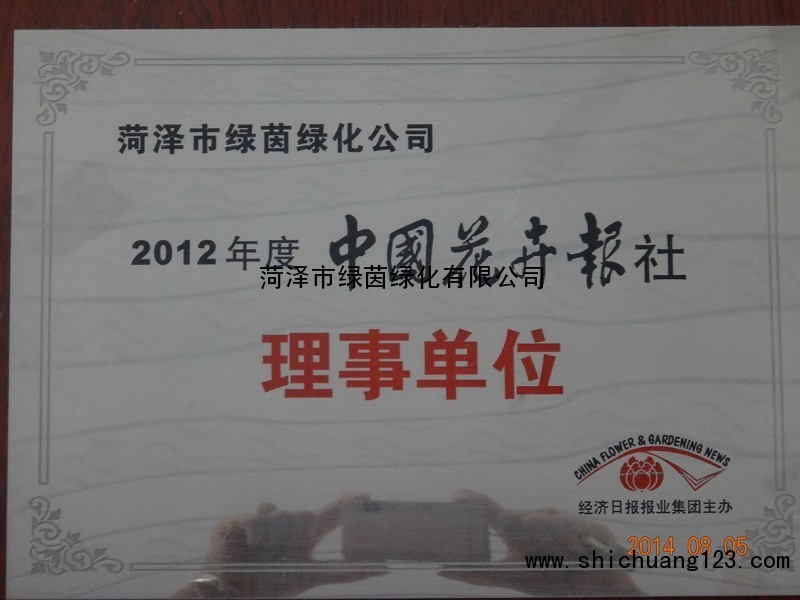 菏泽市绿茵绿化公司
2012年度 中國花卉報社
菏泽市绿茵绿化有限公司
理事单位
CHINA FLOWER & GARDENING NEWS
经济日报报业集团主办
2014 08 05
www.shichuang123.com